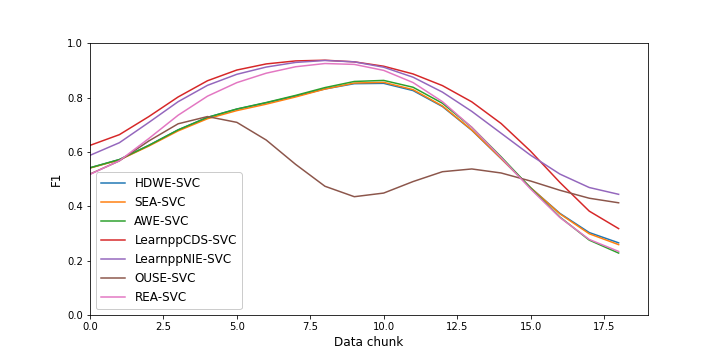 1.0
0.8
0.6
0.4
0.2
0.0
F1
HDWE-SVC
SEA-SVC
AWE-SVC
LearnppCDS-SVC
LearnppNIE-SVC
OUSE-SVC
REA-SVC
0.0 2.5 5.0 7.5 10.0 12.5 15.0 17.5
Data chunk